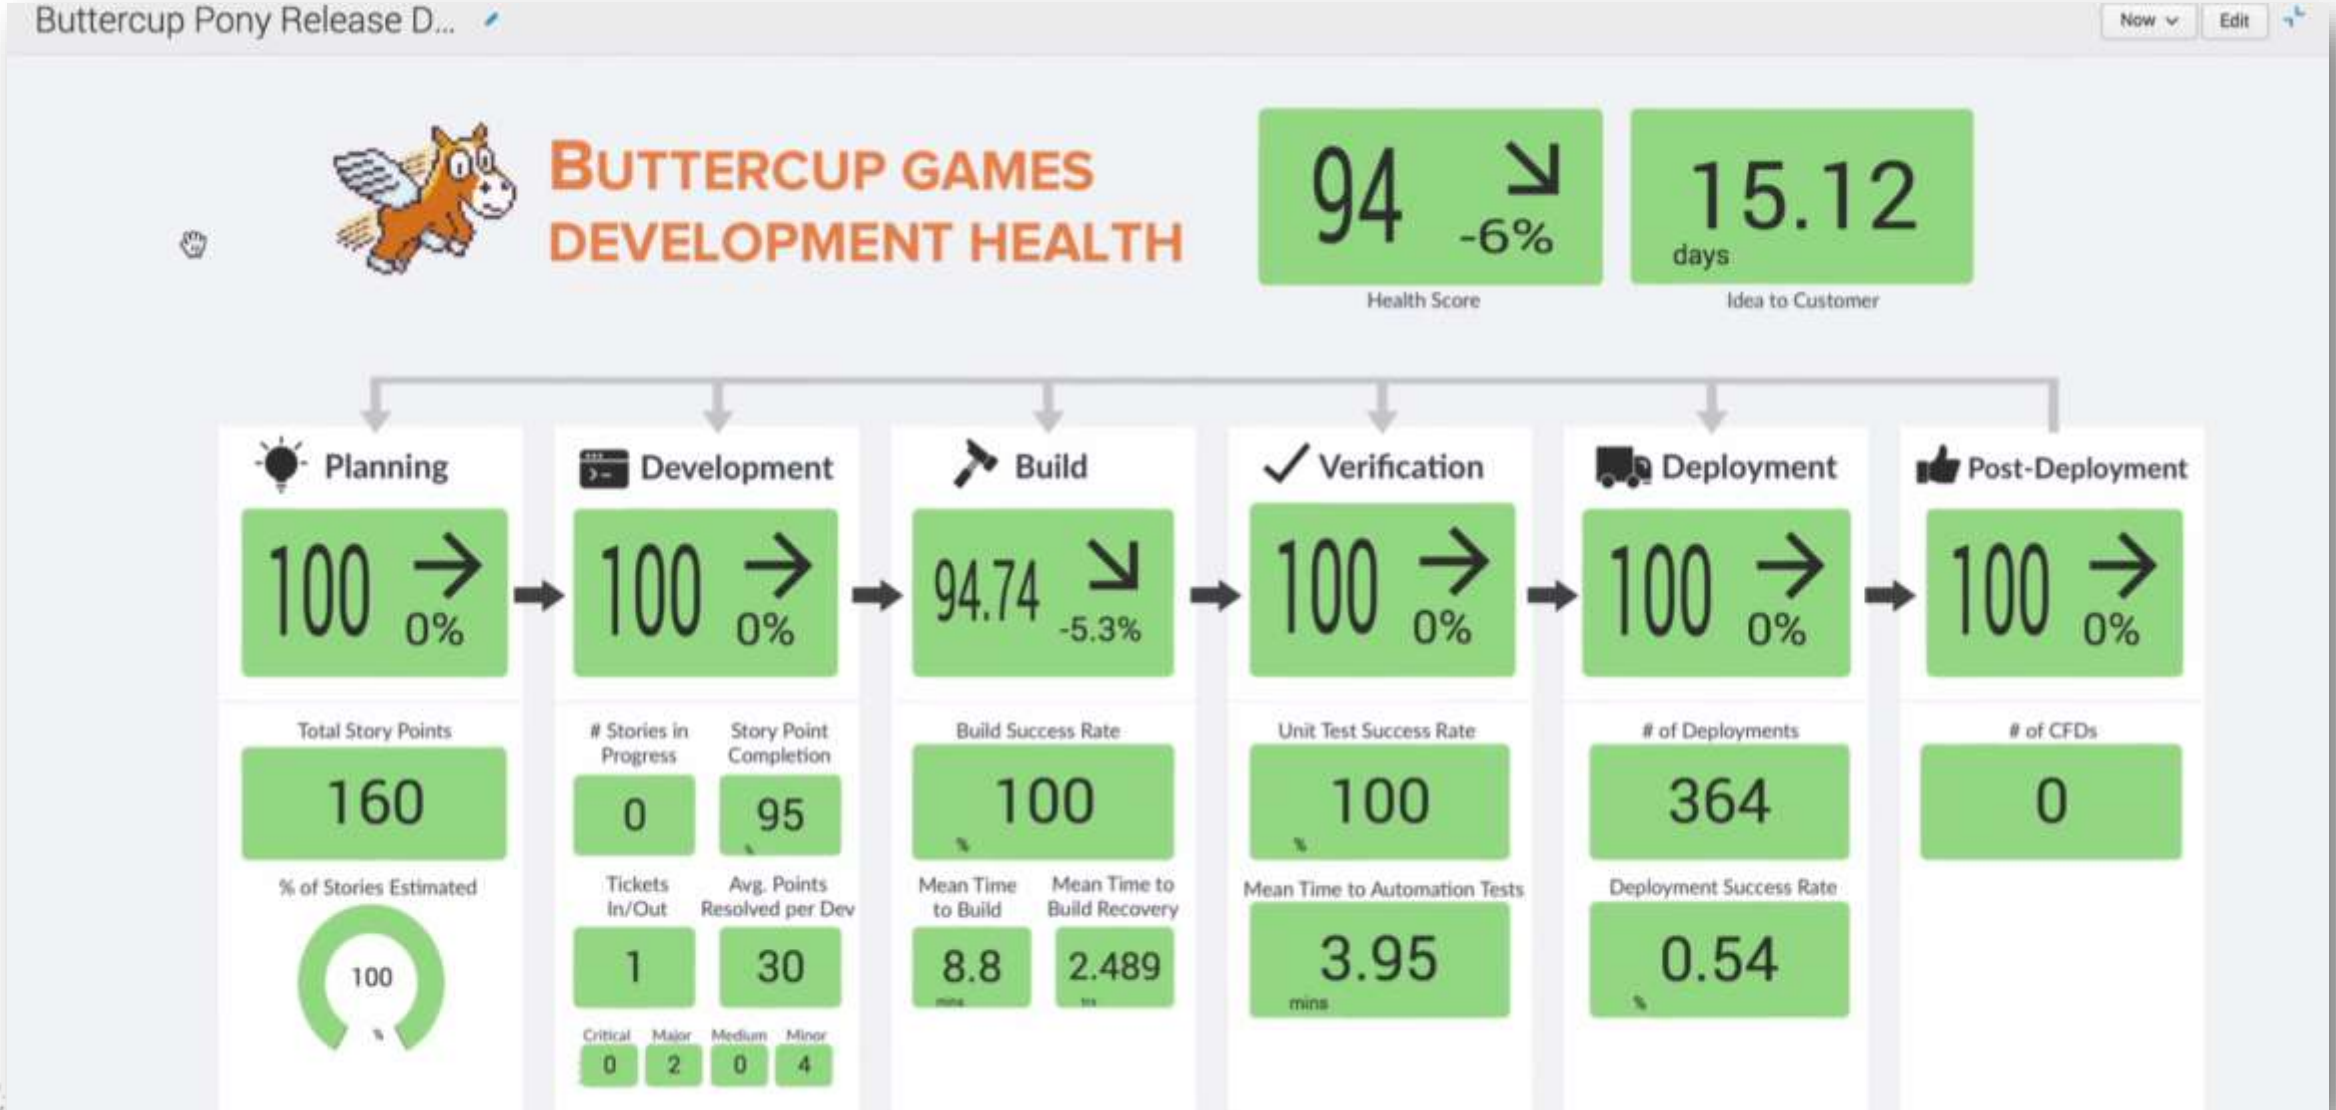 Buttercup Pony Release D...
Now
Edit
BUTTERCUP GAMES
DEVELOPMENT HEALTH
94
-6%
Health Score
15.12
days
Idea to Customer
Planning
100
0%
Total Story Points
160
% of Stories Estimated
100
%
Development
100
0%
# Stories in
Progress
0
Story Point
Completion
95
Tickets
In/Out
1
Avg. Points
Resolved per Dev
30
Critical
0
Major
2
Medium
0
Minor
4
Build
94.74
-5.3%
Build Success Rate
100
%
Mean Time
to Build
8.8
mins
Mean Time to
Build Recovery
2.489
Verification
100
0%
Unit Test Success Rate
100
%
Mean Time to Automation Tests
3.95
mins
Deployment
100
0%
# of Deployments
364
Deployment Success Rate
0.54
%
Post-Deployment
100
0%
# of CFDs
0